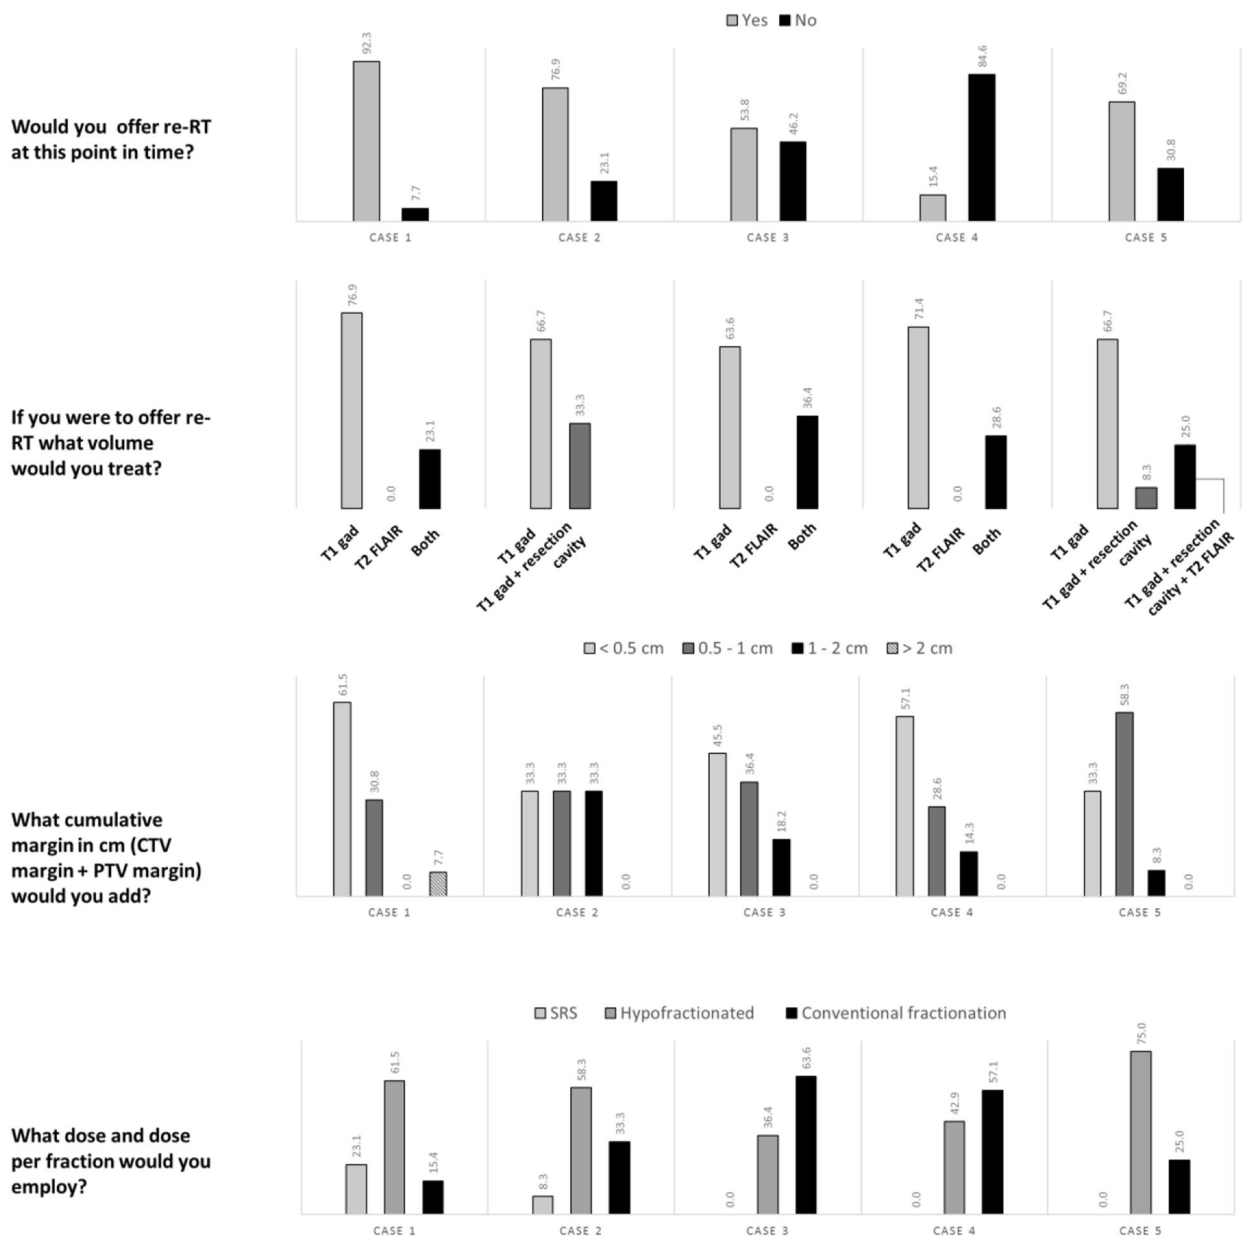 Yes No
Would you offer re-RT
at this point in time?
92.3 7.7 76.9 23.1 53.8 46.2 15.4 84.6 69.2 30.8
CASE 1 CASE 2 CASE 3 CASE 4 CASE 5
If you were to offer re-
RT what volume
would you treat?
76.9 0.0 23.1 66.7 33.3 63.6 0.0 36.4 71.4 0.0 28.6 66.7 8.3 25.0
T1 gad
T2 FLAIR
Both
T1 gad
T1 gad + resection
cavity
T1 gad
T2 FLAIR
Both
T1 gad
T2 FLAIR
Both
T1 gad
T1 gad + resection
cavity
T1 gad + resection
cavity + T2 FLAIR
< 0.5 cm 0.5 - 1 cm 1 - 2 cm > 2 cm
What cumulative
margin in cm (CTV
margin + PTV margin)
would you add?
61.5 30.8 0.0 7.7 33.3 33.3 33.3 0.0 45.5 36.4 18.2 0.0 57.1 28.6 14.3 0.0 33.3 58.3 8.3 0.0
CASE 1 CASE 2 CASE 3 CASE 4 CASE 5
SRS Hypofractionated Conventional fractionation
What dose and dose
per fraction would you
employ?
23.1 61.5 15.4 8.3 58.3 33.3 0.0 36.4 63.6 0.0 42.9 57.1 0.0 75.0 25.0
CASE 1 CASE 2 CASE 3 CASE 4 CASE 5